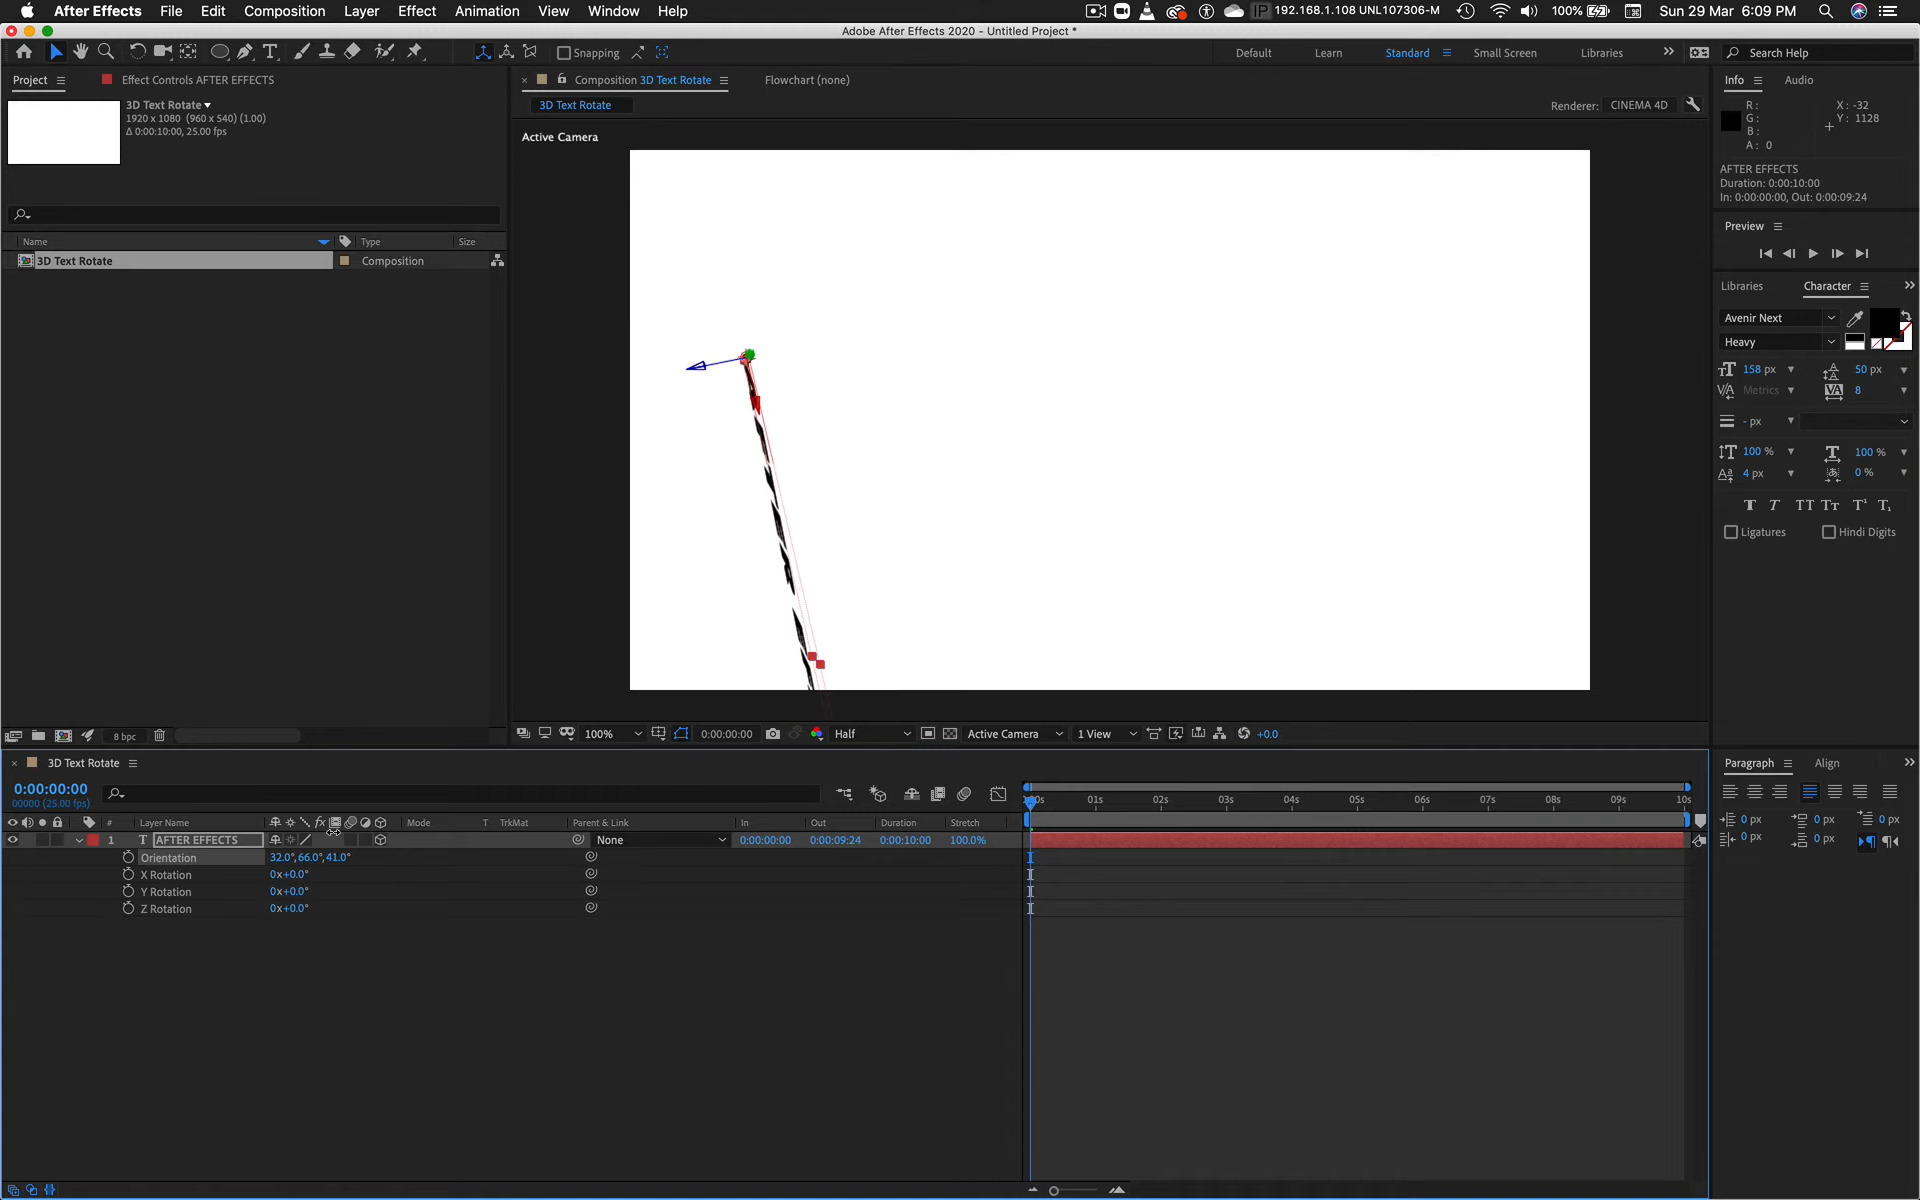 After Effects File Edit Composition Layer Effect Animation View Window Help 192.168.1.108 UNL107306-M 100% Sun 29 Mar 6:09 PM
Adobe After Effects 2020 - Untitled Project *
Snapping Default Learn Standard Small Screen Libraries Search Help
Project Effect Controls AFTER EFFECTS Composition 3D Text Rotate Flowchart (none) Info Audio
3D Text Rotate
1920 x 1080 (960 x 540) (1.00)
Δ 0:00:10:00, 25.00 fps
3D Text Rotate Renderer: CINEMA 4D
Active Camera
R:
G:
B:
A: 0
X: -32
Y: 1128
AFTER EFFECTS
Duration: 0:00:10:00
In: 0:00:00:00, Out: 0:00:09:24
Preview
Name Type Size
3D Text Rotate Composition
Libraries Character
Avenir Next
Heavy
158 px 50 px
Metrics 8
- px
100 % 100 %
4 px 0 %
Ligatures Hindi Digits
8 bpc
100% 0:00:00:00 Half Active Camera 1 View +0.0
3D Text Rotate
0:00:00:00
00000 (25.00 fps)
01s 02s 03s 04s 05s 06s 07s 08s 09s 10s
# Layer Name Mode T TrkMat Parent & Link In Out Duration Stretch
1 T AFTER EFFECTS None 0:00:00:00 0:00:09:24 0:00:10:00 100.0%
Orientation 32.0°,66.0°,41.0°
X Rotation 0x+0.0°
Y Rotation 0x+0.0°
Z Rotation 0x+0.0°
Paragraph Align
0 px 0 px 0 px
0 px 0 px